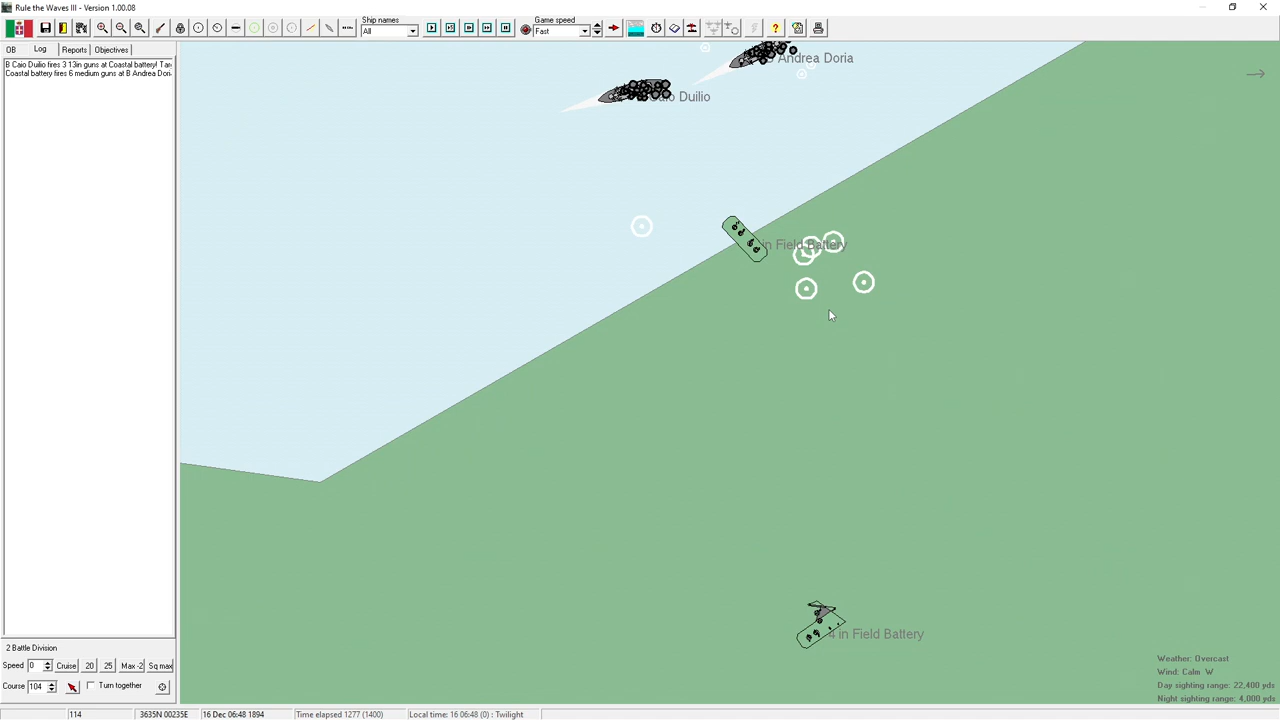 Rule the Waves III - Version 1.00.08
Ship names
All
Game speed
Fast
OB Log Reports Objectives
B Caio Duilio fires 3 13in guns at Coastal battery! Tar
Coastal battery fires 6 medium guns at B Andrea Dori
Andrea Doria
Duilio
in Field Battery
4 in Field Battery
2 Battle Division
Speed 0 Cruise 20 25 Max -2 Sq max
Course 104 Turn together
Weather: Overcast
Wind: Calm W
Day sighting range: 22,400 yds
Night sighting range: 4,000 yds
114 3635N 00235E 16 Dec 06:48 1894 Time elapsed 1277 (1400) Local time: 16 06:48 (0) : Twilight